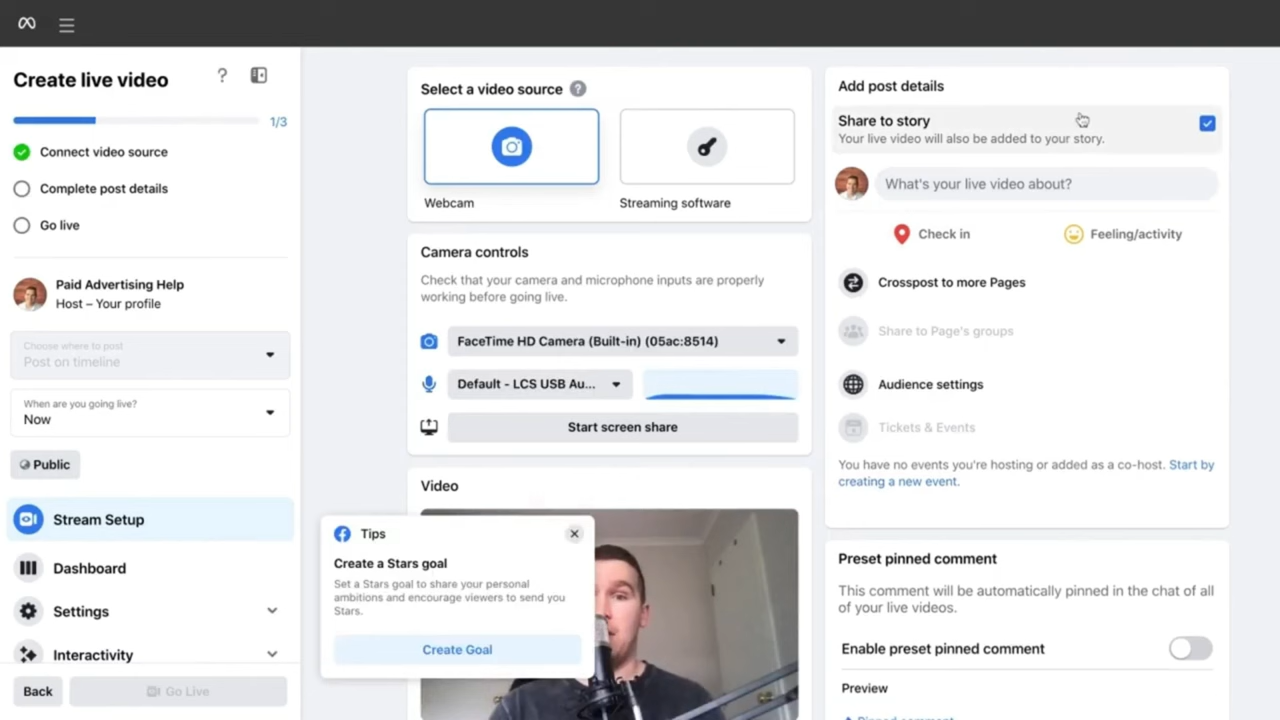 Create live video
1/3
Connect video source
Complete post details
Go live
Paid Advertising Help
Host – Your profile
Choose where to post
Post on timeline
When are you going live?
Now
Public
Stream Setup
Dashboard
Settings
Interactivity
Back
Go Live
Select a video source
Webcam
Streaming software
Camera controls
Check that your camera and microphone inputs are properly
working before going live.
FaceTime HD Camera (Built-in) (05ac:8514)
Default - LCS USB Au...
Start screen share
Video
Tips
Create a Stars goal
Set a Stars goal to share your personal
ambitions and encourage viewers to send you
Stars.
Create Goal
Add post details
Share to story
Your live video will also be added to your story.
What's your live video about?
Check in
Feeling/activity
Crosspost to more Pages
Share to Page's groups
Audience settings
Tickets & Events
You have no events you're hosting or added as a co-host. Start by
creating a new event.
Preset pinned comment
This comment will be automatically pinned in the chat of all
of your live videos.
Enable preset pinned comment
Preview
Pinned comment